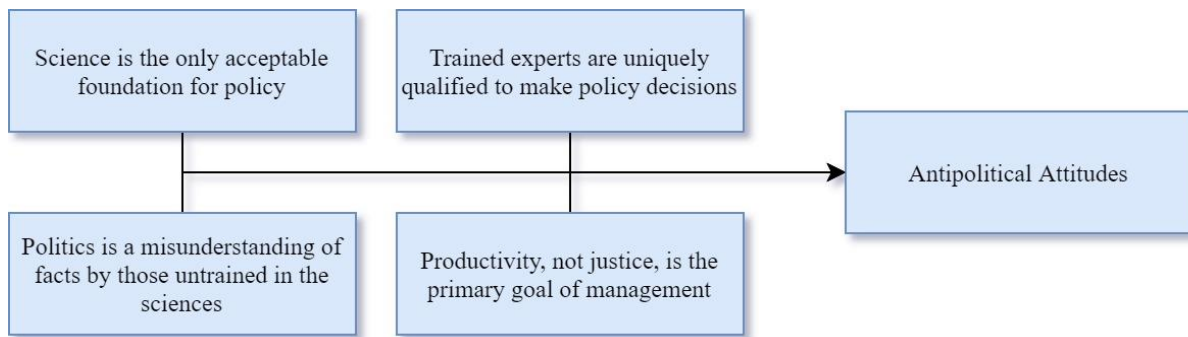 Science is the only acceptable
foundation for policy
Trained experts are uniquely
qualified to make policy decisions
Antipolitical Attitudes
Politics is a misunderstanding of
facts by those untrained in the
sciences
Productivity, not justice, is the
primary goal of management